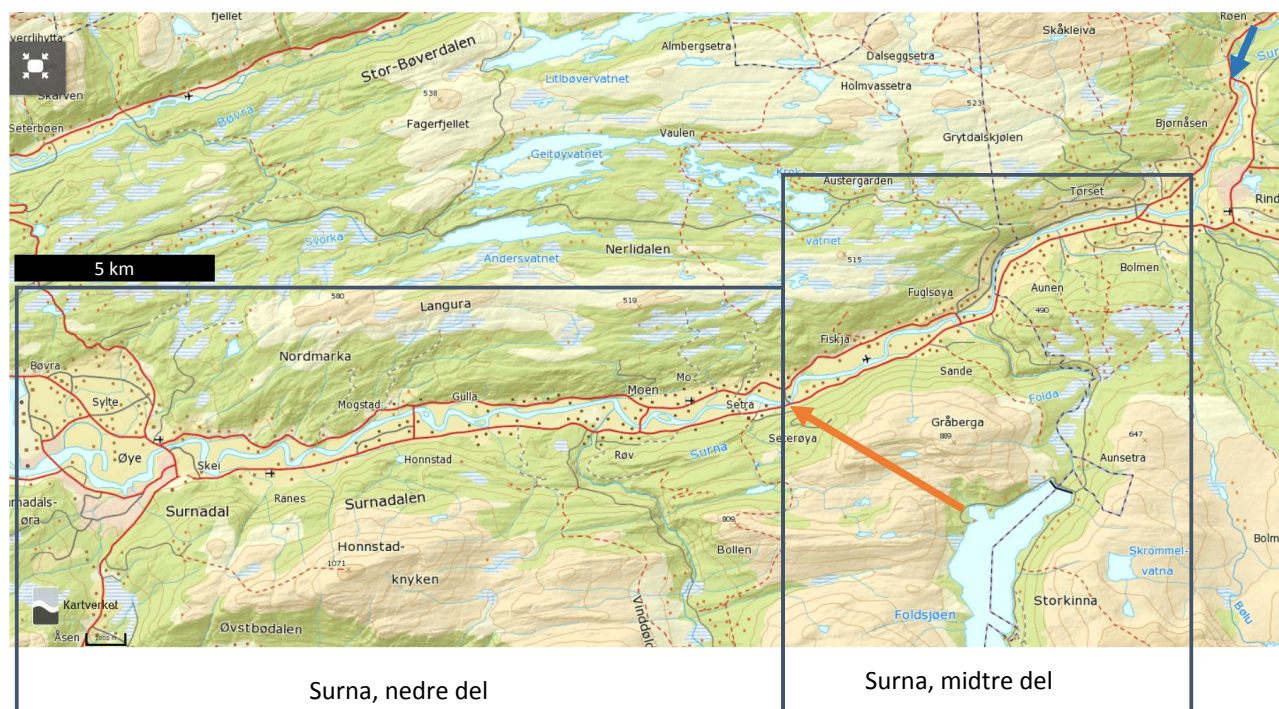 fjellet
Røen
Skåkleiva
Stor-Bøverdalen
Almbergsetra
Dalseggsetra
Litlbøvervatnet
Holmvassetra
Skarven
538
Bøvra
523
Seterbøen
Fagerfjellet
Vaulen
Grytdalskjølen
Bjørnåsen
Geitøyvatnet
Krok-
Austergarden
Tørset
Rind
Svorka
vatnet
Nerlidalen
Andersvatnet
515
5 km
Bolmen
Aunen
Fuglsøya
580
Langura
519
490
Fiskja
Nordmarka
Bøvra
Sande
Mo
Moen
Gulla
Folda
Sylte
Mogstad
Setra
Gråberga
889
Seterøya
647
Surna
Øye
Røv
Aunsetra
Honnstad
Skei
Ranes
Surnadalen
Surnadal
809
Honnstad-
Bollen
Skrømmel-
vatna
Bolm
1071
knyken
Storkinna
Kartverket
Foldsjøen
Bølu
Øvstbødalen
Åsen
1000 m
Surna, nedre del
Surna, midtre del